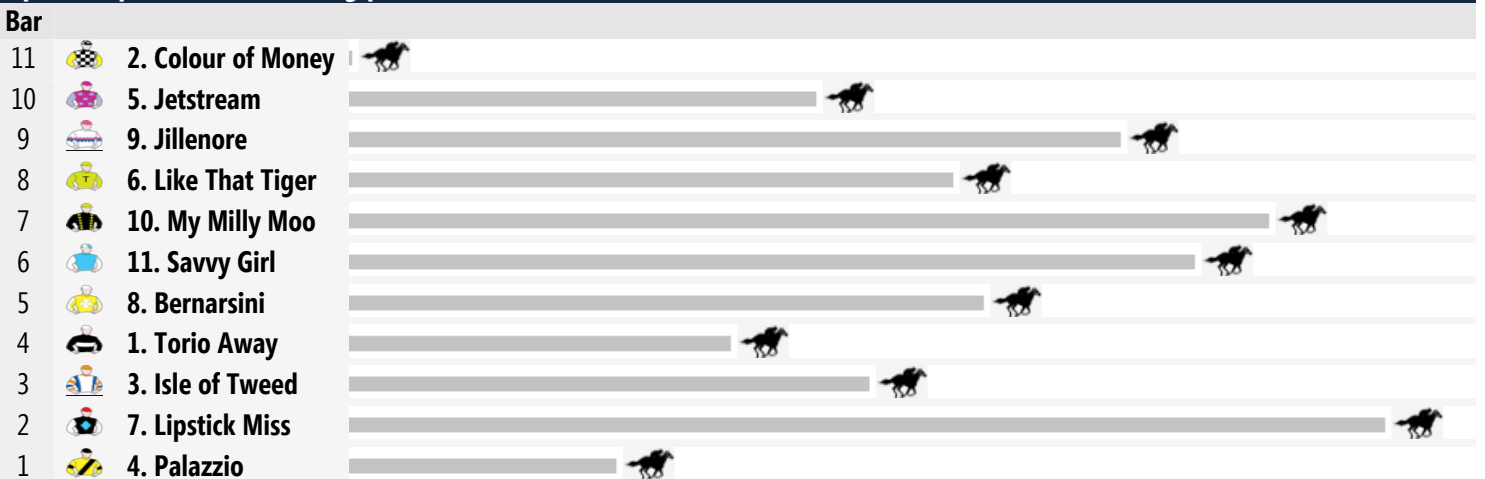 Bar
11 2. Colour of Money
10 5. Jetstream
9 9. Jillenore
8 6. Like That Tiger
T
7 10. My Milly Moo
6 11. Savvy Girl
5 8. Bernarsini
4 1. Torio Away
3 3. Isle of Tweed
2 7. Lipstick Miss
1 4. Palazzio